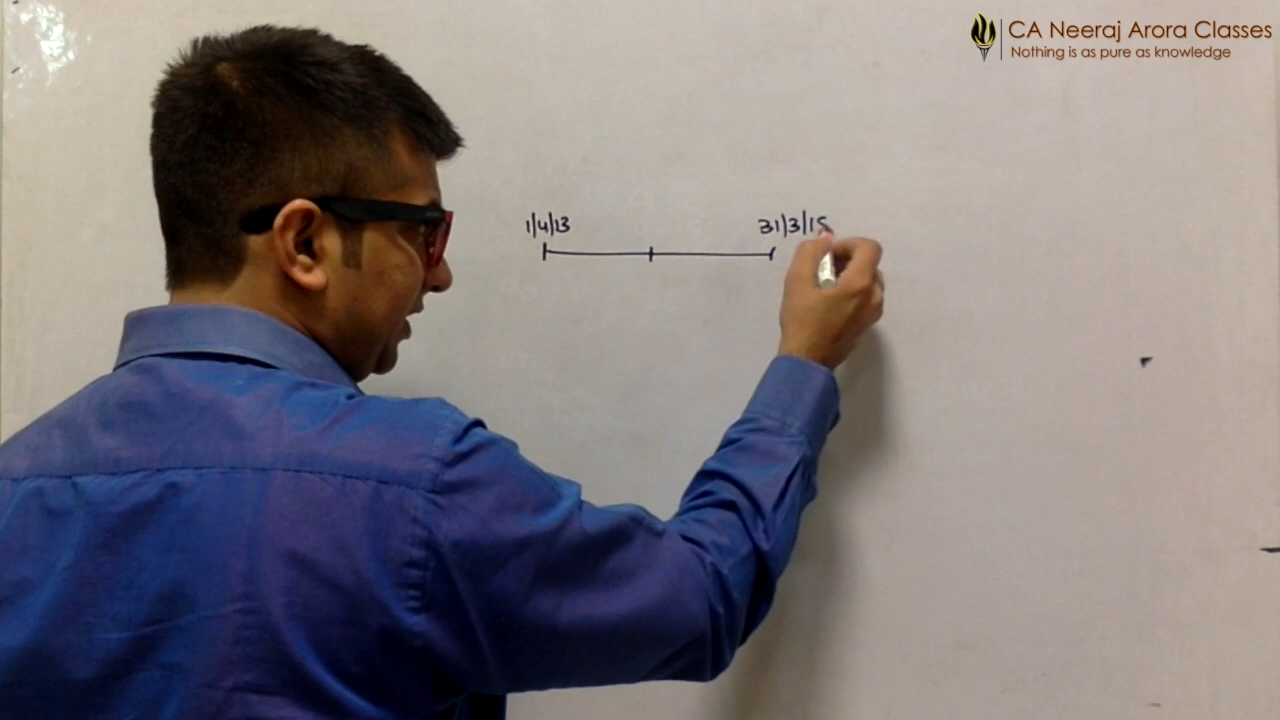 CA Neeraj Arora Classes
Nothing is as pure as knowledge
1/4/13 31/3/15